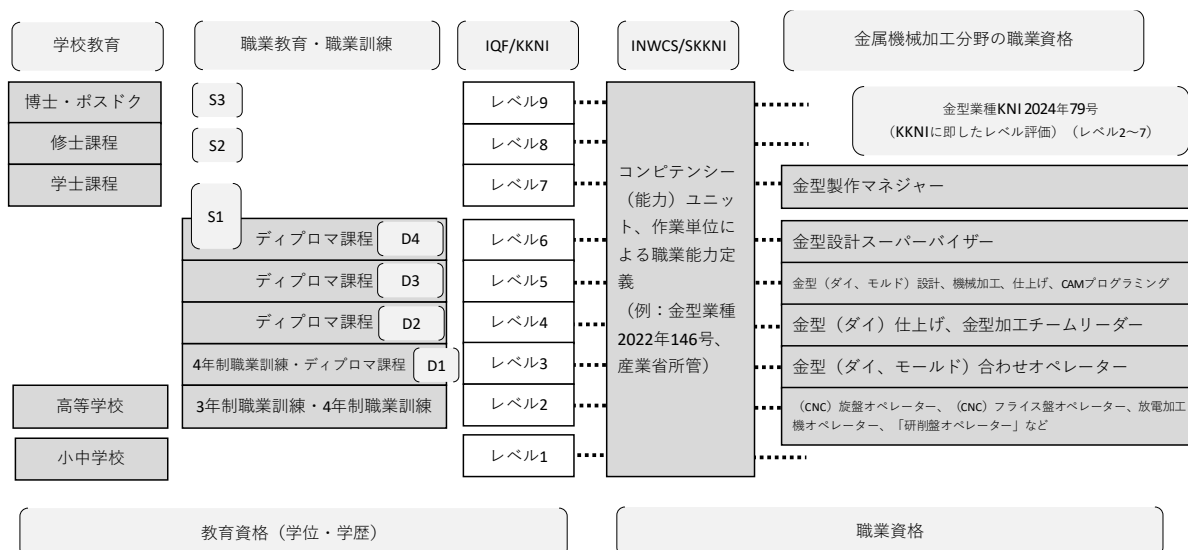 学校教育
職業教育・職業訓練
IQF/KKNI
INWCS/SKKNI
金属機械加工分野の職業資格
博士・ポスドク
S3
レベル9
金型業種KNI 2024年79号
(KKNIに即したレベル評価)(レベル2〜7)
修士課程
S2
レベル8
学士課程
レベル7
金型製作マネジャー
S1
ディプロマ課程
D4
レベル6
金型設計スーパーバイザー
ディプロマ課程
D3
レベル5
金型(ダイ、モルド)設計、機械加工、仕上げ、CAMプログラミング
ディプロマ課程
D2
レベル4
金型(ダイ)仕上げ、金型加工チームリーダー
4年制職業訓練・ディプロマ課程
D1
レベル3
金型(ダイ、モールド)合わせオペレーター
高等学校
3年制職業訓練・4年制職業訓練
レベル2
(CNC)旋盤オペレーター、(CNC)フライス盤オペレーター、放電加工
機オペレーター、「研削盤オペレーター」など
小中学校
レベル1
コンピテンシー
(能力)ユニッ
ト、作業単位に
よる職業能力定
義
(例:金型業種
2022年146号、
産業省所管)
教育資格(学位・学歴)
職業資格